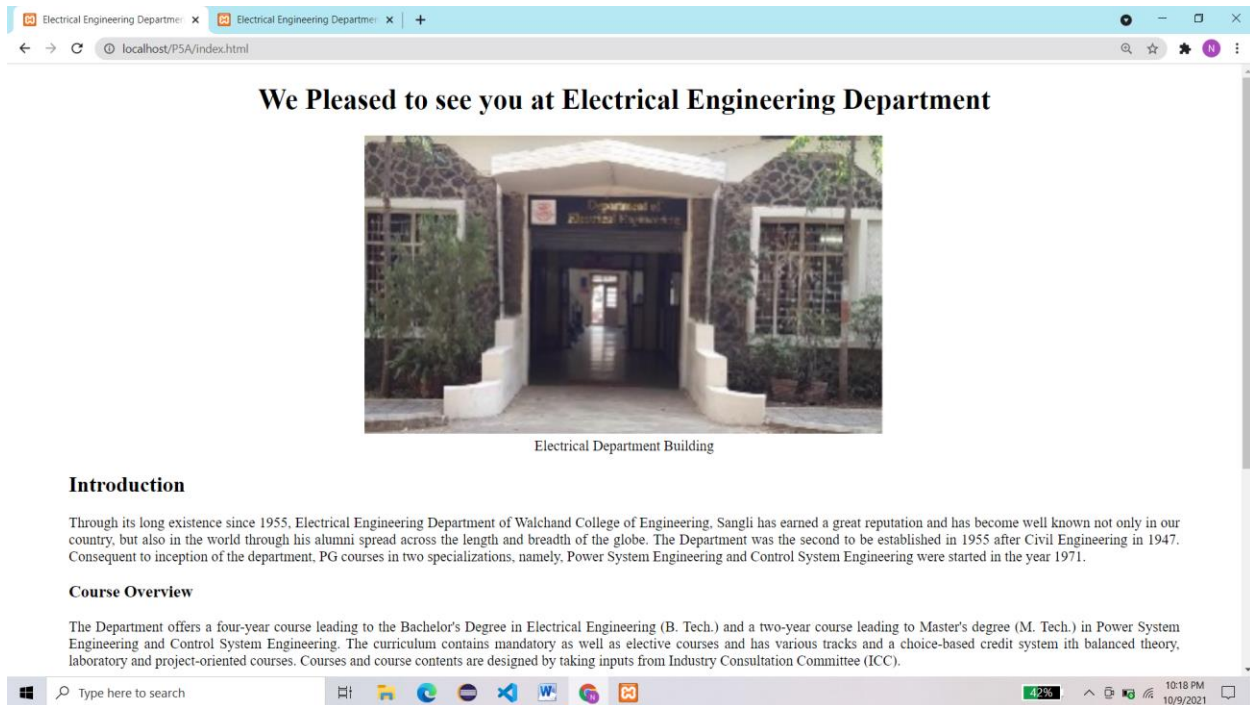 Electrical Engineering Departmen
Electrical Engineering Departmen
localhost/P5A/index.html
N
We Pleased to see you at Electrical Engineering Department
Department of
Electrical Engineering
Electrical Department Building
Introduction
Through its long existence since 1955, Electrical Engineering Department of Walchand College of Engineering, Sangli has earned a great reputation and has become well known not only in our
country, but also in the world through his alumni spread across the length and breadth of the globe. The Department was the second to be established in 1955 after Civil Engineering in 1947.
Consequent to inception of the department, PG courses in two specializations, namely, Power System Engineering and Control System Engineering were started in the year 1971.
Course Overview
The Department offers a four-year course leading to the Bachelor's Degree in Electrical Engineering (B. Tech.) and a two-year course leading to Master's degree (M. Tech.) in Power System
Engineering and Control System Engineering. The curriculum contains mandatory as well as elective courses and has various tracks and a choice-based credit system ith balanced theory,
laboratory and project-oriented courses. Courses and course contents are designed by taking inputs from Industry Consultation Committee (ICC).
Type here to search
42%
10:18 PM
10/9/2021